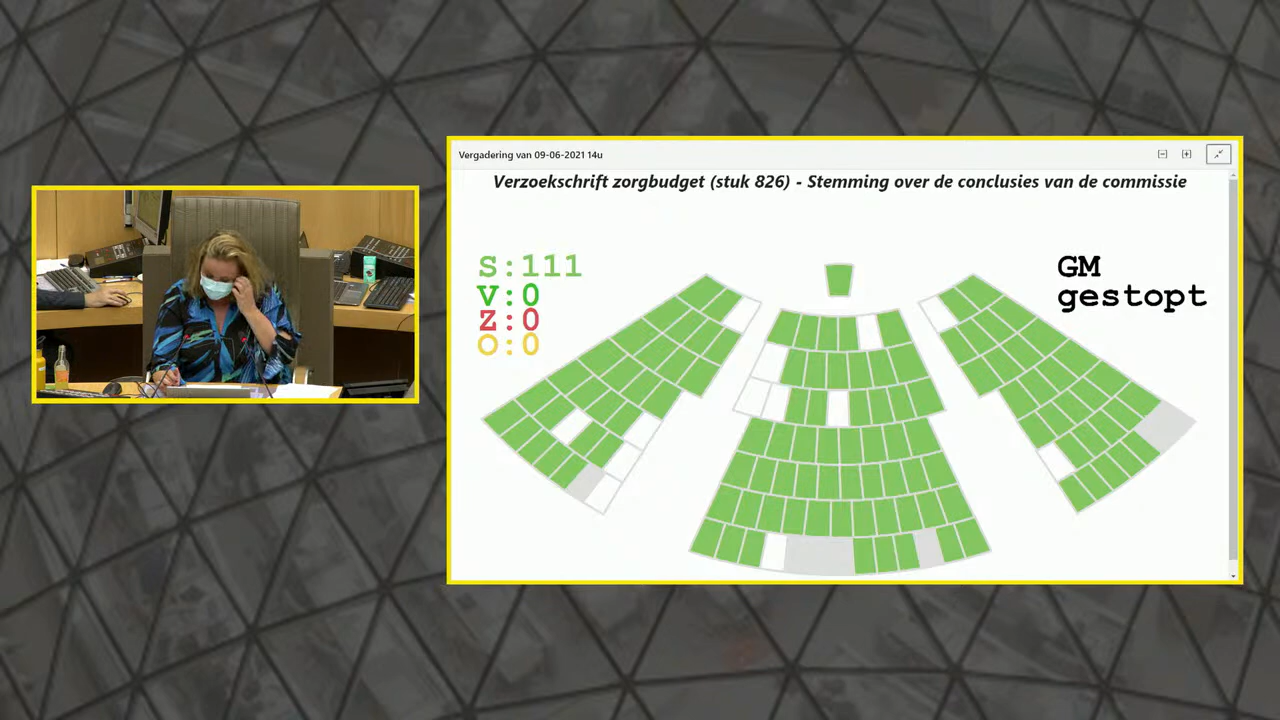 Vergadering van 09-06-2021 14u
Verzoekschrift zorgbudget (stuk 826) - Stemming over de conclusies van de commissie
S:111
V:0
Z:0
O:0
GM
gestopt